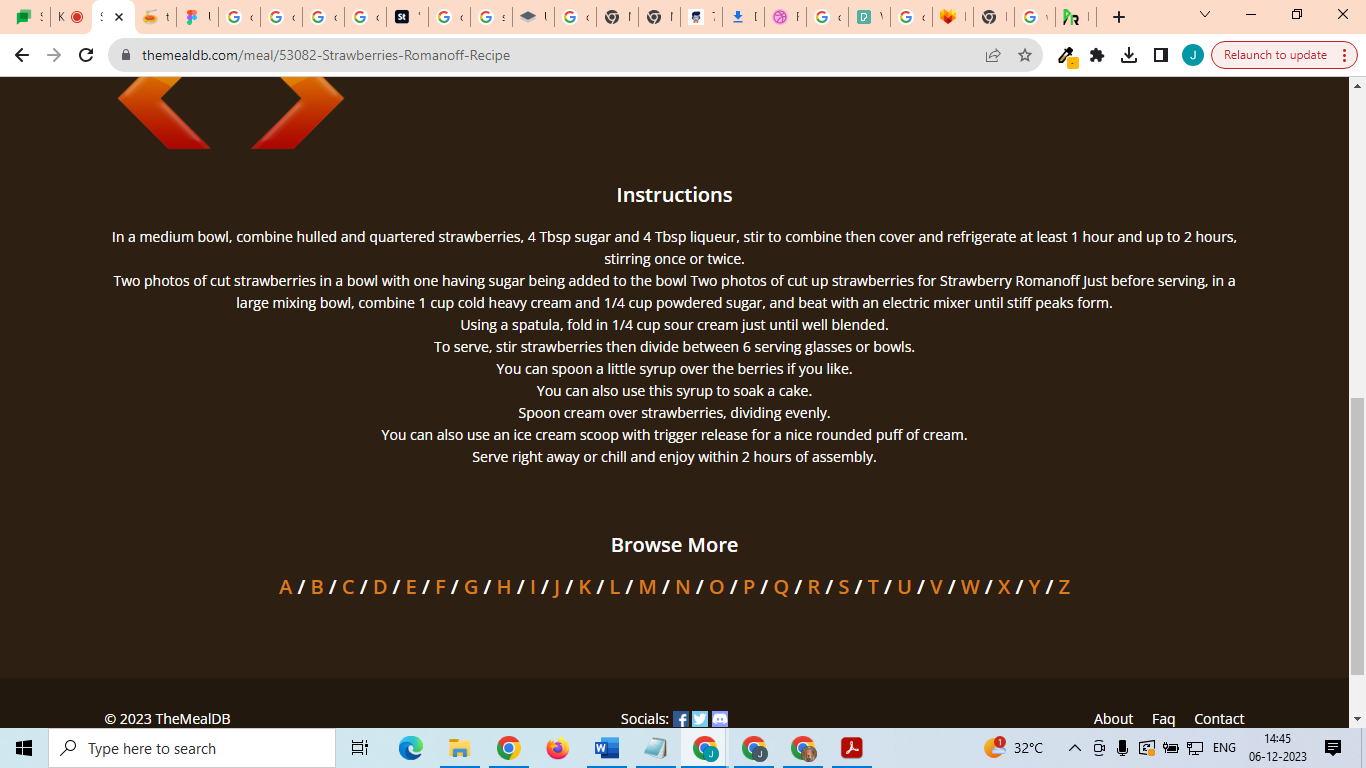 themealdb.com/meal/53082-Strawberries-Romanoff-Recipe
J
Relaunch to update
Instructions
In a medium bowl, combine hulled and quartered strawberries, 4 Tbsp sugar and 4 Tbsp liqueur, stir to combine then cover and refrigerate at least 1 hour and up to 2 hours,
stirring once or twice.
Two photos of cut strawberries in a bowl with one having sugar being added to the bowl Two photos of cut up strawberries for Strawberry Romanoff Just before serving, in a
large mixing bowl, combine 1 cup cold heavy cream and 1/4 cup powdered sugar, and beat with an electric mixer until stiff peaks form.
Using a spatula, fold in 1/4 cup sour cream just until well blended.
To serve, stir strawberries then divide between 6 serving glasses or bowls.
You can spoon a little syrup over the berries if you like.
You can also use this syrup to soak a cake.
Spoon cream over strawberries, dividing evenly.
You can also use an ice cream scoop with trigger release for a nice rounded puff of cream.
Serve right away or chill and enjoy within 2 hours of assembly.
Browse More
A / B / C / D / E / F / G / H / I / J / K / L / M / N / O / P / Q / R / S / T / U / V / W / X / Y / Z
© 2023 TheMealDB
Socials:
About Faq Contact
Type here to search
1
32°C
ENG
14:45
06-12-2023